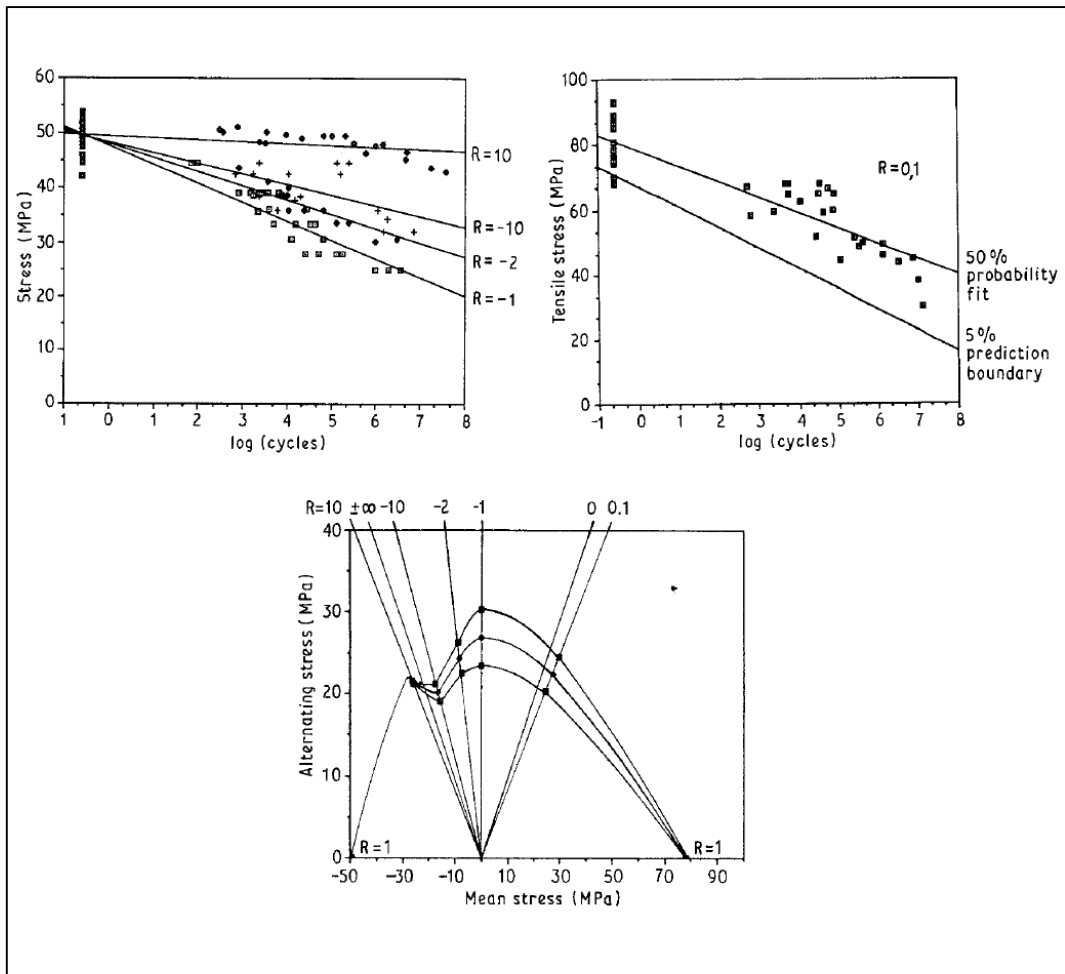 60
50
40
30
20
10
0
Stress (MPa)
1 0 1 2 3 4 5 6 7 8
log (cycles)
R=10
R=-10
R=-2
R=-1
100
80
60
40
20
0
Tensile stress (MPa)
-1 0 1 2 3 4 5 6 7 8
log (cycles)
R=0,1
50%
probability
fit
5%
prediction
boundary
R=10 ±∞ -10 -2 -1 0 0.1
40
30
20
10
0
Alternating stress (MPa)
R=1 R=1
-50 -30 -10 10 30 50 70 90
Mean stress (MPa)